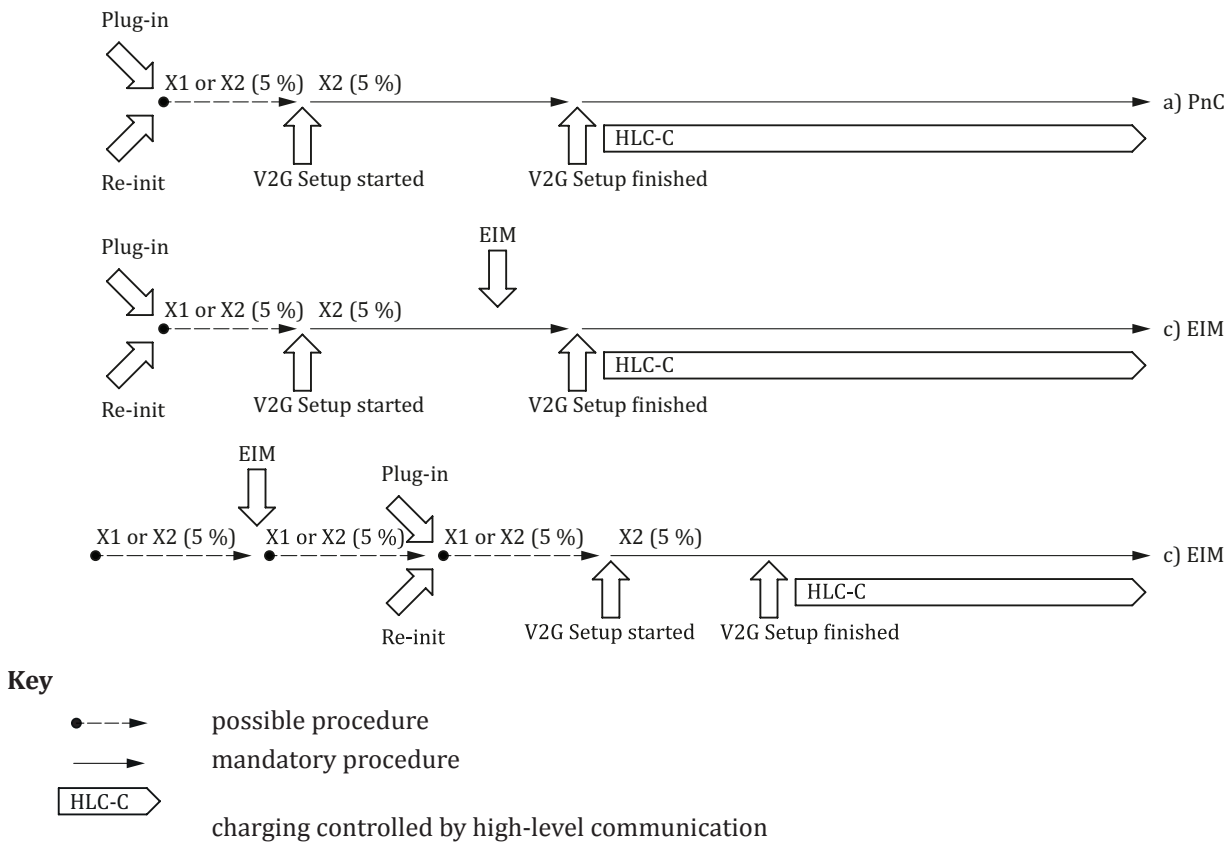 Plug-in
X1 or X2 (5 %) X2 (5 %)
a) PnC
HLC-C
Re-init V2G Setup started V2G Setup finished
EIM
Plug-in
X1 or X2 (5 %) X2 (5 %)
c) EIM
HLC-C
Re-init V2G Setup started V2G Setup finished
EIM
Plug-in
X1 or X2 (5 %) X1 or X2 (5 %) X1 or X2 (5 %) X2 (5 %)
c) EIM
HLC-C
Re-init V2G Setup started V2G Setup finished
Key
possible procedure
mandatory procedure
HLC-C
charging controlled by high-level communication